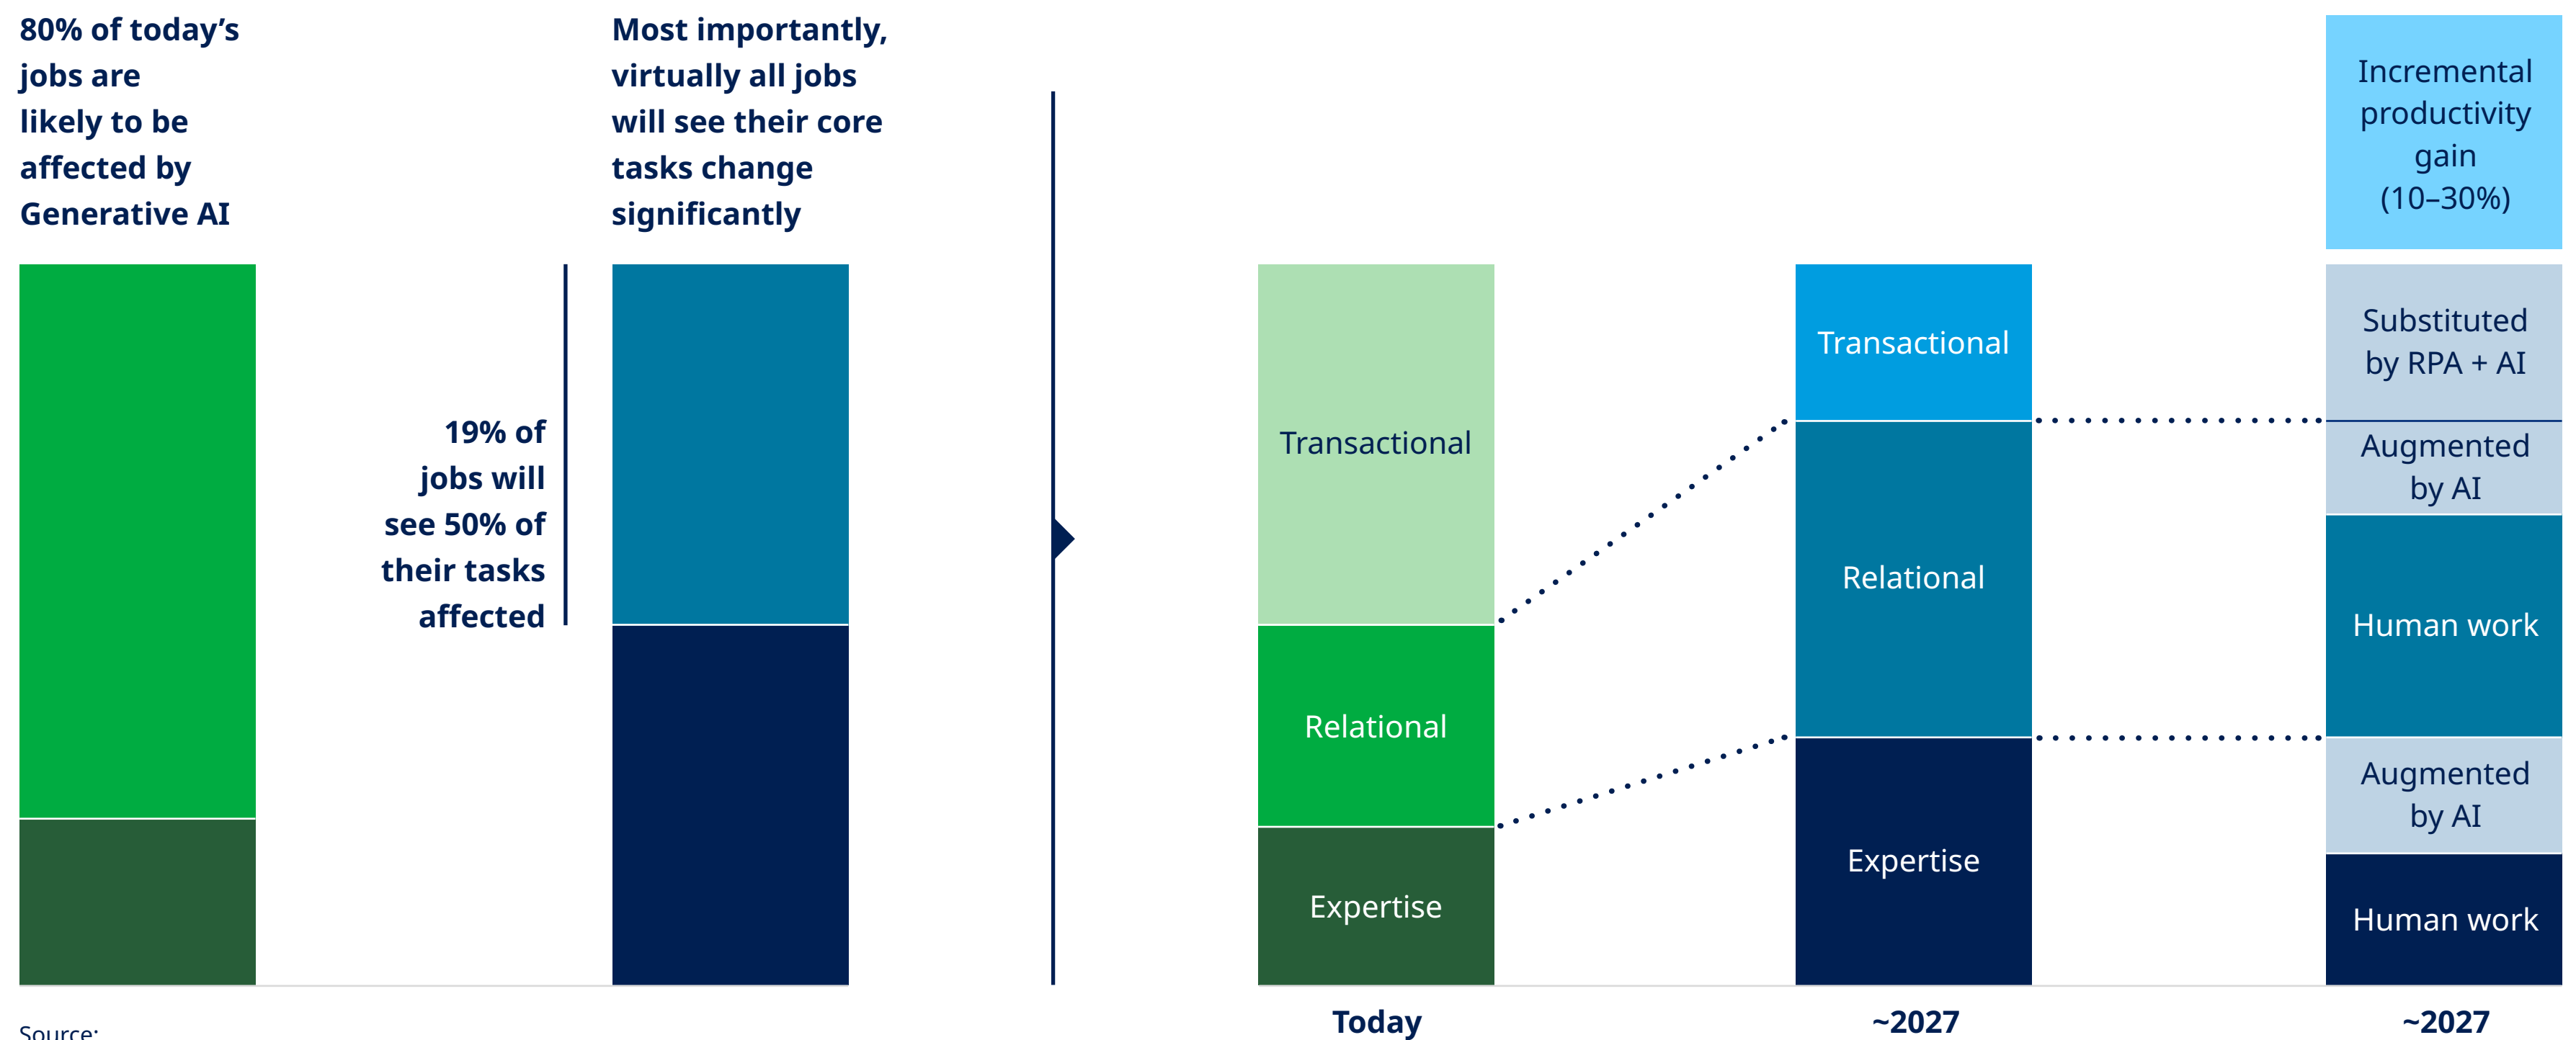 80% of today’s
jobs are
likely to be
affected by
Generative AI
Most importantly,
virtually all jobs
will see their core
tasks change
significantly
19% of
jobs will
see 50% of
their tasks
affected
Transactional
Relational
Expertise
Today
Transactional
Relational
Expertise
~2027
Incremental
productivity
gain
(10–30%)
Substituted
by RPA + AI
Augmented
by AI
Human work
Augmented
by AI
Human work
~2027
Source: